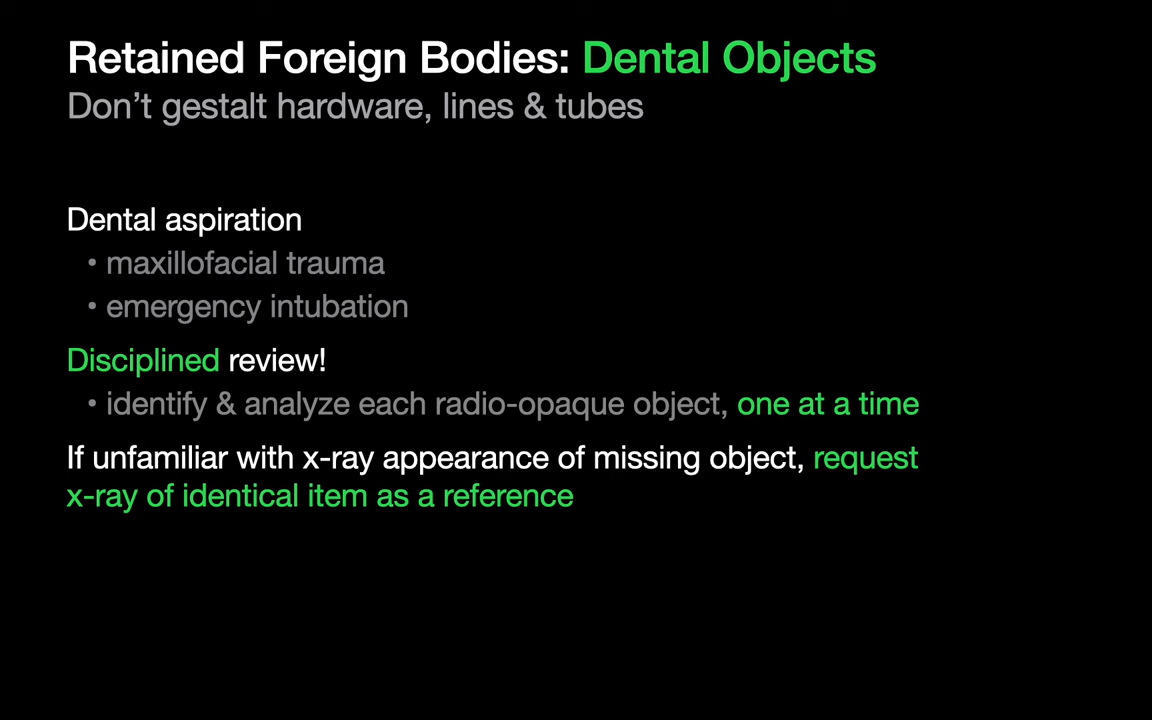 Retained Foreign Bodies: Dental Objects
Don’t gestalt hardware, lines & tubes
Dental aspiration
• maxillofacial trauma
• emergency intubation
Disciplined review!
• identify & analyze each radio-opaque object, one at a time
If unfamiliar with x-ray appearance of missing object, request
x-ray of identical item as a reference